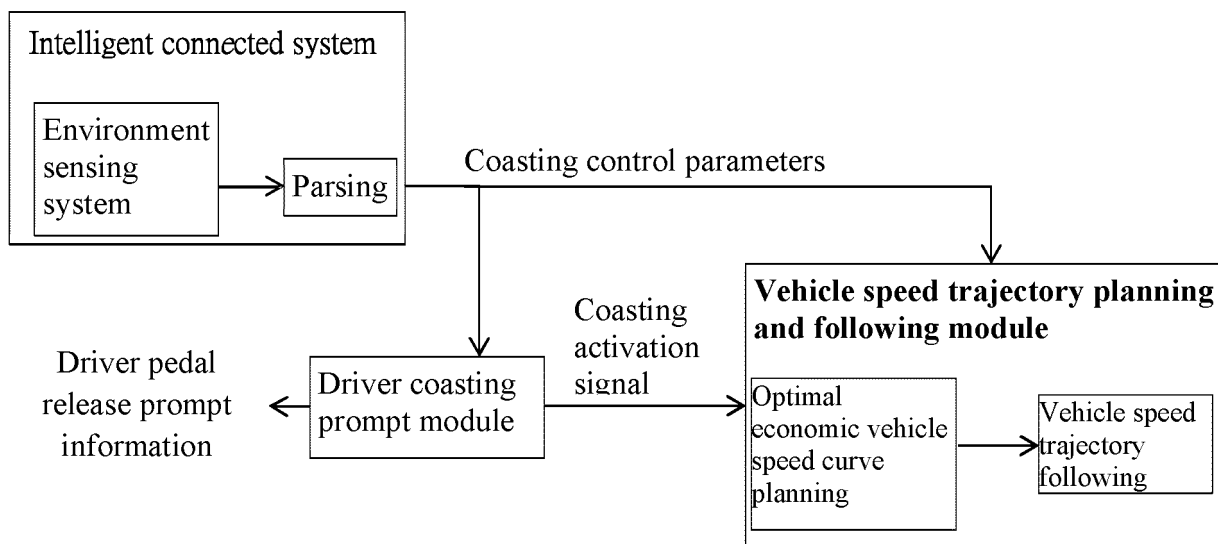 Intelligent connected system
Environment
sensing
system
Parsing
Coasting control parameters
Vehicle speed trajectory planning
and following module
Coasting
activation
signal
Driver pedal
release prompt
information
Driver coasting
prompt module
Optimal
economic vehicle
speed curve
planning
Vehicle speed
trajectory
following